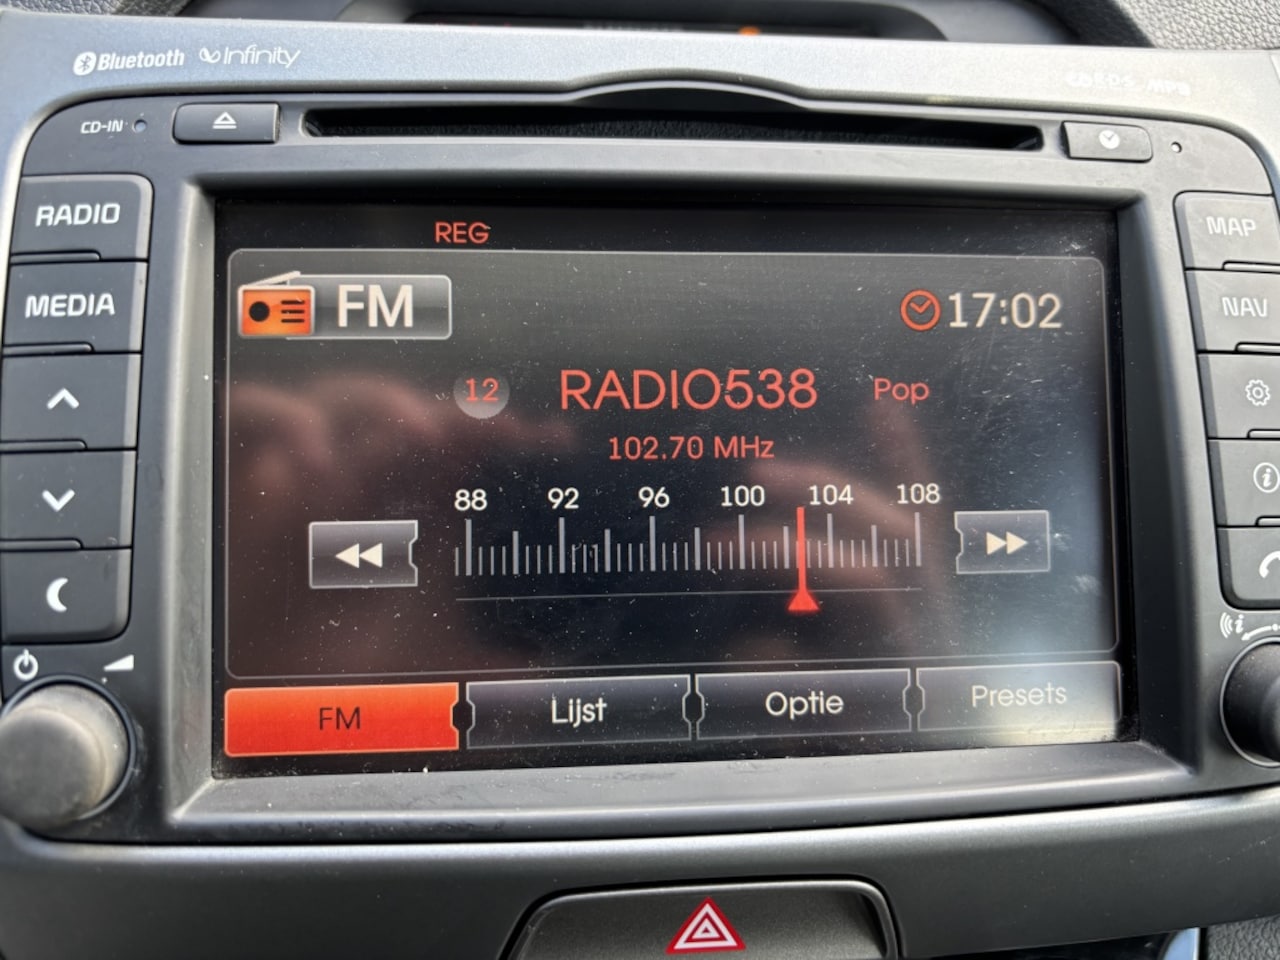 Bluetooth Infinity
CD-IN
RADIO
MEDIA
MAP
NAV
REG
FM
17:02
12 RADIO538 Pop
102.70 MHz
88 92 96 100 104 108
FM Lijst Optie Presets